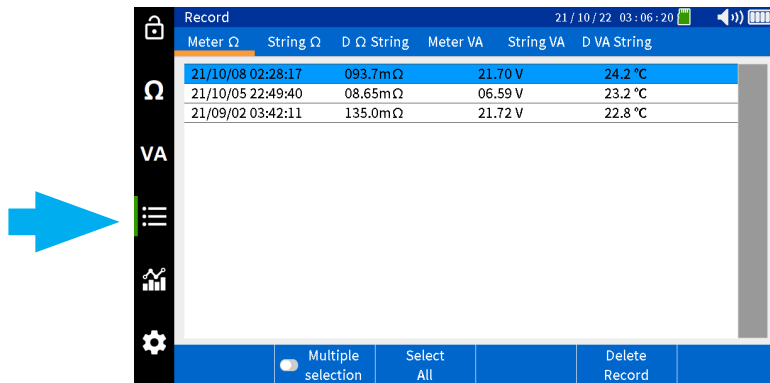 Record 21/10/22 03:06:20
Meter Ω String Ω D Ω String Meter VA String VA D VA String
21/10/08 02:28:17 093.7mΩ 21.70 V 24.2 ℃
21/10/05 22:49:40 08.65mΩ 06.59 V 23.2 ℃
21/09/02 03:42:11 135.0mΩ 21.72 V 22.8 ℃
Ω
VA
Multiple selection
Select All
Delete Record